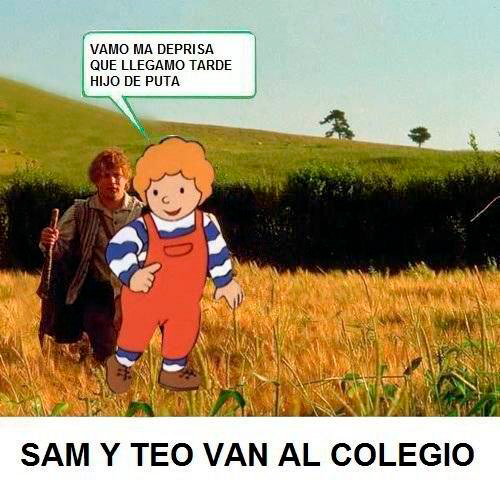 VAMO MA DEPRISA
QUE LLEGAMO TARDE
HIJO DE PUTA
SAM Y TEO VAN AL COLEGIO